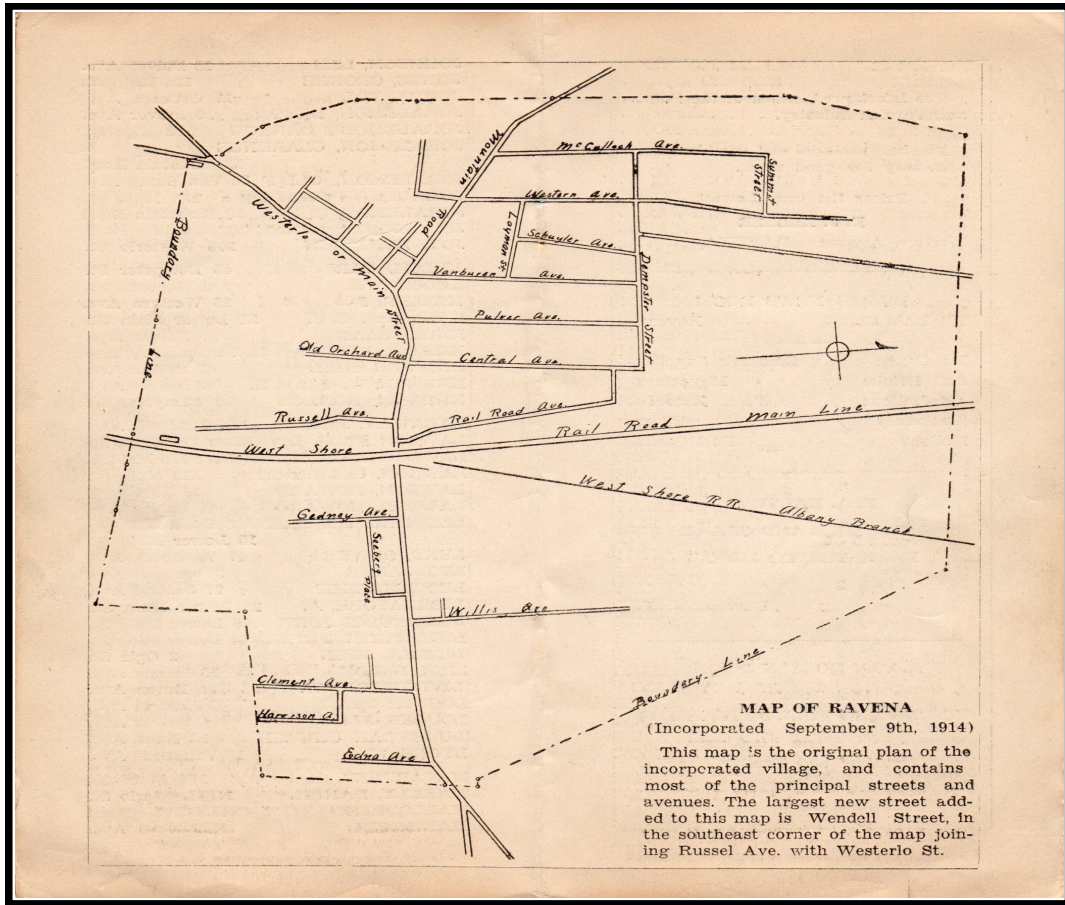 Mountain
Road
McCulloch Ave.
Summit
Street
Western Ave.
Westerlo or Main Street
Layman St.
Schuyler Ave.
Boundary Line
Vanburen Ave.
Dempster Street
Pulver Ave.
Old Orchard Ave
Central Ave.
Russell Ave.
Rail Road Ave.
West Shore Rail Road Main Line
West Shore R.R. Albany Branch
Gedney Ave.
Seeberg
Place
Willis Ave
Clement Ave.
Harrison A.
Edna Ave
Boundary Line
MAP OF RAVENA
(Incorporated September 9th, 1914)
This map is the original plan of the
incorperated village, and contains
most of the principal streets and
avenues. The largest new street add-
ed to this map is Wendell Street, in
the southeast corner of the map join-
ing Russel Ave. with Westerlo St.